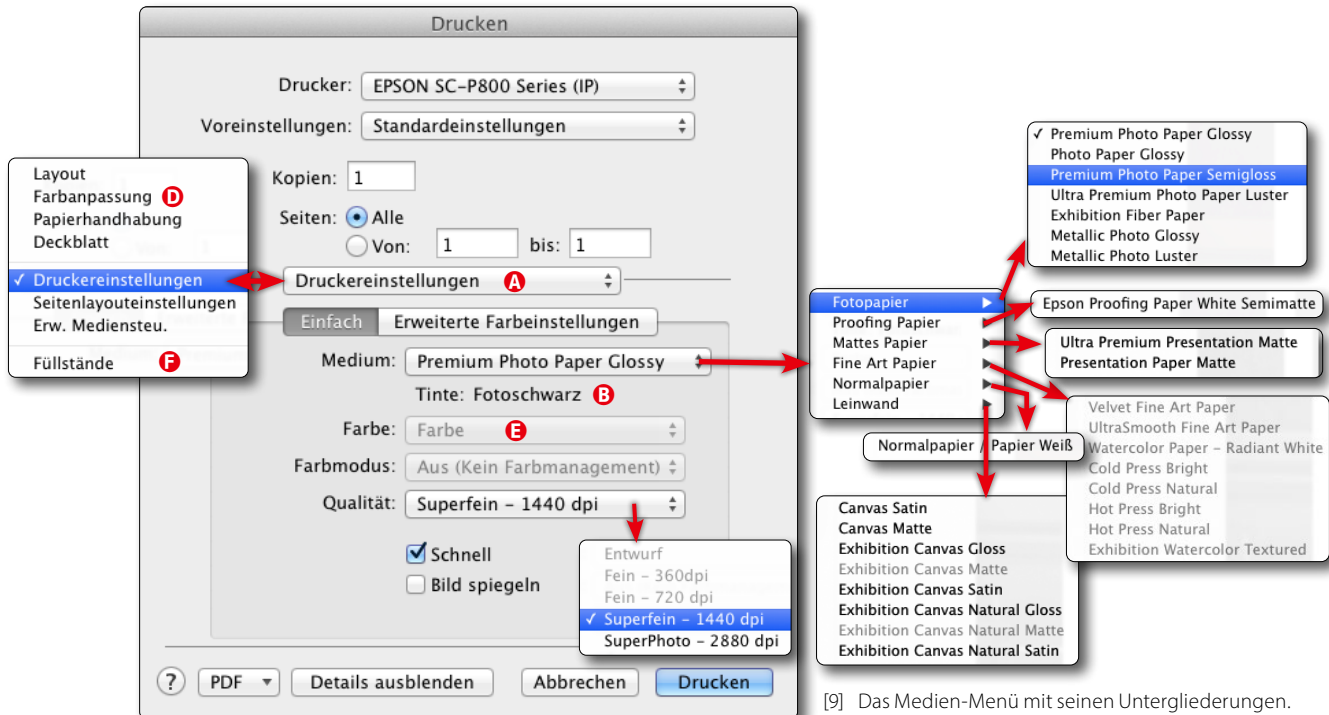 Drucken
Drucker: EPSON SC-P800 Series (IP)
Voreinstellungen: Standardeinstellungen
Kopien: 1
Seiten: Alle
Von: 1 bis: 1
Layout
Farbanpassung D
Papierhandhabung
Deckblatt
✓ Druckereinstellungen
Seitenlayouteinstellungen
Erw. Mediensteu.
Füllstände F
Druckereinstellungen A
Einfach Erweiterte Farbeinstellungen
Medium: Premium Photo Paper Glossy
Tinte: Fotoschwarz B
Farbe: Farbe E
Farbmodus: Aus (Kein Farbmanagement)
Qualität: Superfein – 1440 dpi
Schnell
Bild spiegeln
Entwurf
Fein – 360dpi
Fein – 720 dpi
✓ Superfein – 1440 dpi
SuperPhoto – 2880 dpi
? PDF Details ausblenden Abbrechen Drucken
Fotopapier
Proofing Papier
Mattes Papier
Fine Art Papier
Normalpapier
Leinwand
✓ Premium Photo Paper Glossy
Photo Paper Glossy
Premium Photo Paper Semigloss
Ultra Premium Photo Paper Luster
Exhibition Fiber Paper
Metallic Photo Glossy
Metallic Photo Luster
Epson Proofing Paper White Semimatte
Ultra Premium Presentation Matte
Presentation Paper Matte
Velvet Fine Art Paper
UltraSmooth Fine Art Paper
Watercolor Paper – Radiant White
Cold Press Bright
Cold Press Natural
Hot Press Bright
Hot Press Natural
Exhibition Watercolor Textured
Normalpapier / Papier Weiß
Canvas Satin
Canvas Matte
Exhibition Canvas Gloss
Exhibition Canvas Matte
Exhibition Canvas Satin
Exhibition Canvas Natural Gloss
Exhibition Canvas Natural Matte
Exhibition Canvas Natural Satin
[9] Das Medien-Menü mit seinen Untergliederungen.